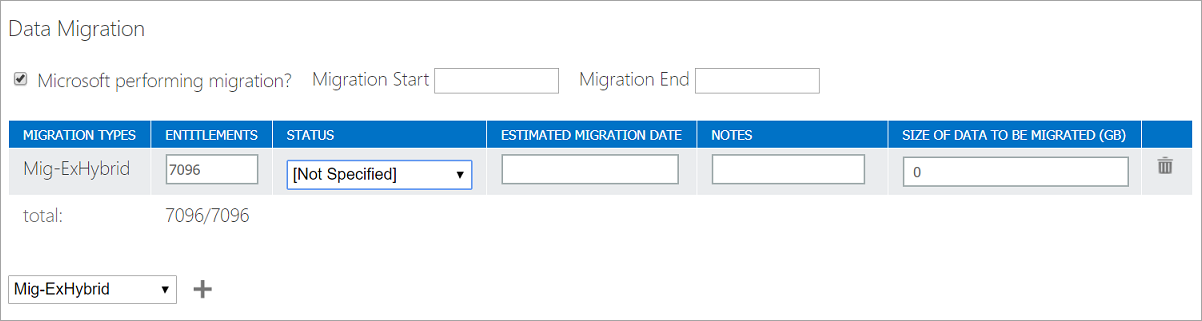 Data Migration
Microsoft performing migration? Migration Start Migration End
MIGRATION TYPES ENTITLEMENTS STATUS ESTIMATED MIGRATION DATE NOTES SIZE OF DATA TO BE MIGRATED (GB)
Mig-ExHybrid 7096 [Not Specified] 0
total: 7096/7096
Mig-ExHybrid